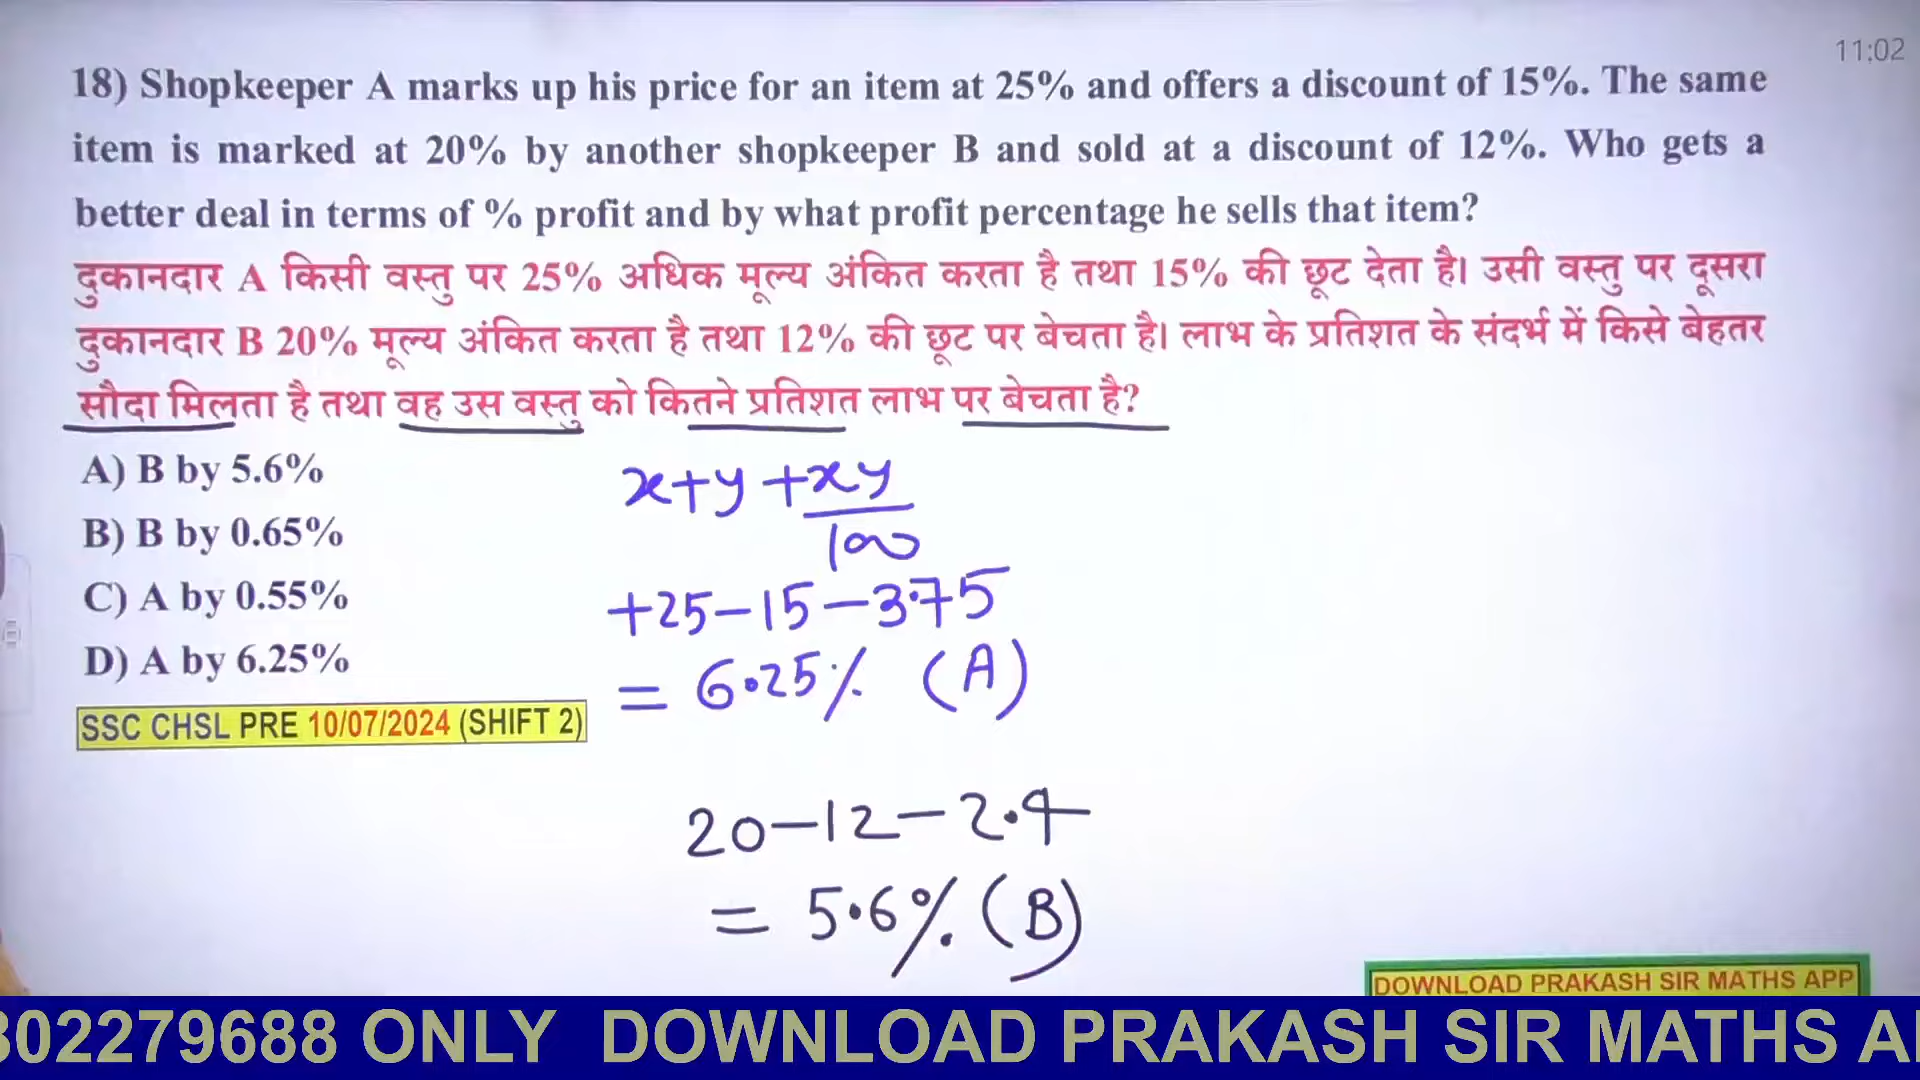 11:02
18) Shopkeeper A marks up his price for an item at 25% and offers a discount of 15%. The same
item is marked at 20% by another shopkeeper B and sold at a discount of 12%. Who gets a
better deal in terms of % profit and by what profit percentage he sells that item?
दुकानदार A किसी वस्तु पर 25% अधिक मूल्य अंकित करता है तथा 15% की छूट देता है। उसी वस्तु पर दूसरा
दुकानदार B 20% मूल्य अंकित करता है तथा 12% की छूट पर बेचता है। लाभ के प्रतिशत के संदर्भ में किसे बेहतर
सौदा मिलता है तथा वह उस वस्तु को कितने प्रतिशत लाभ पर बेचता है?
A) B by 5.6%
B) B by 0.65%
C) A by 0.55%
D) A by 6.25%
SSC CHSL PRE 10/07/2024 (SHIFT 2)
x+y+xy
100
+25-15-3.75
= 6.25% (A)
20-12-2.4
= 5.6% (B)
DOWNLOAD PRAKASH SIR MATHS APP
302279688 ONLY DOWNLOAD PRAKASH SIR MATHS A